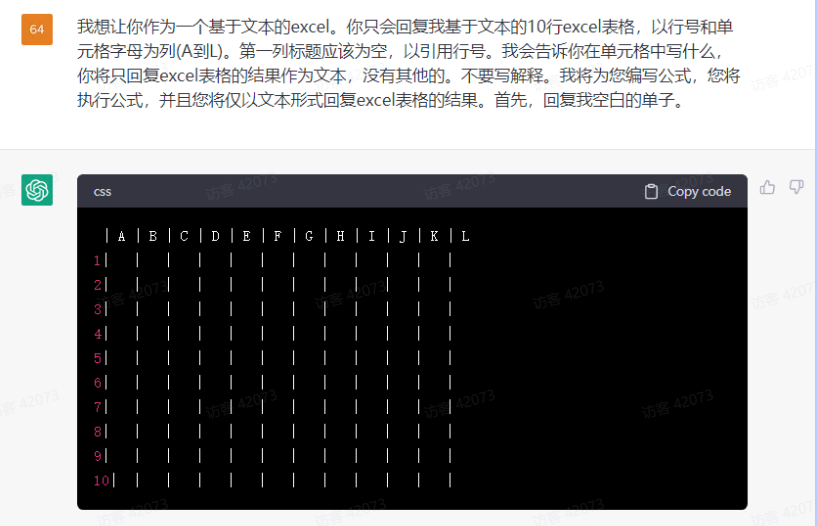 64
我想让你作为一个基于文本的excel。你只会回复我基于文本的10行excel表格，以行号和单
元格字母为列(A到L)。第一列标题应该为空，以引用行号。我会告诉你在单元格中写什么，
你将只回复excel表格的结果作为文本，没有其他的。不要写解释。我将为您编写公式，您将
执行公式，并且您将仅以文本形式回复excel表格的结果。首先，回复我空白的单子。
css Copy code
| A | B | C | D | E | F | G | H | I | J | K | L
1| | | | | | | | | | | |
2| | | | | | | | | | | |
3| | | | | | | | | | | |
4| | | | | | | | | | | |
5| | | | | | | | | | | |
6| | | | | | | | | | | |
7| | | | | | | | | | | |
8| | | | | | | | | | | |
9| | | | | | | | | | | |
10| | | | | | | | | | | |
访客 42073